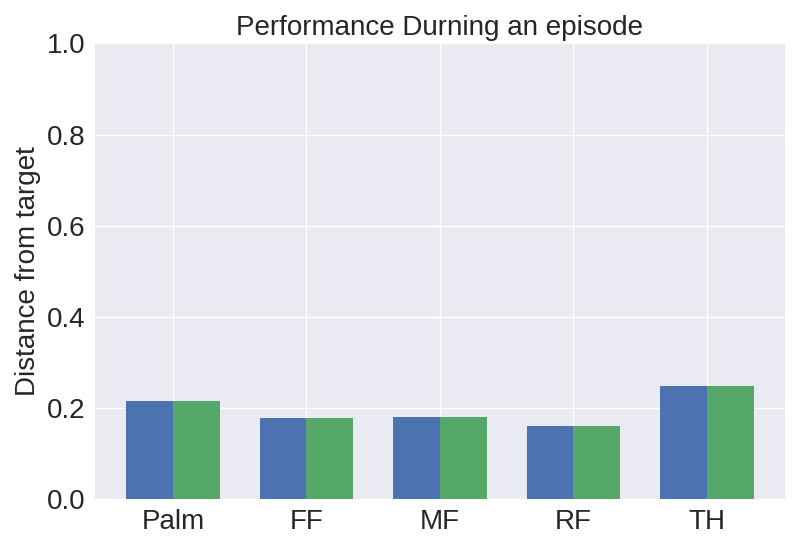 Performance Durning an episode
1.0
0.8
0.6
0.4
0.2
0.0
Distance from target
Palm FF MF RF TH